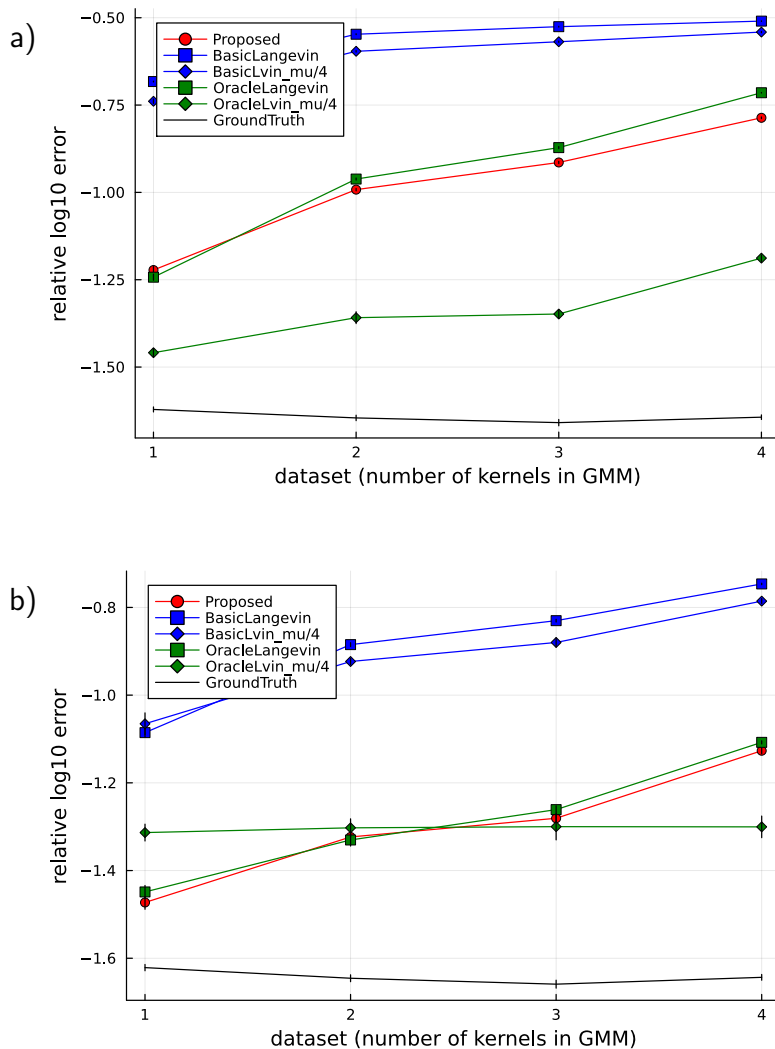 a)
−0.50
−0.75
−1.00
−1.25
−1.50
relative log10 error
Proposed
BasicLangevin
BasicLvin_mu/4
OracleLangevin
OracleLvin_mu/4
GroundTruth
1
2
3
4
dataset (number of kernels in GMM)
b)
−0.8
−1.0
−1.2
−1.4
−1.6
relative log10 error
Proposed
BasicLangevin
BasicLvin_mu/4
OracleLangevin
OracleLvin_mu/4
GroundTruth
1
2
3
4
dataset (number of kernels in GMM)